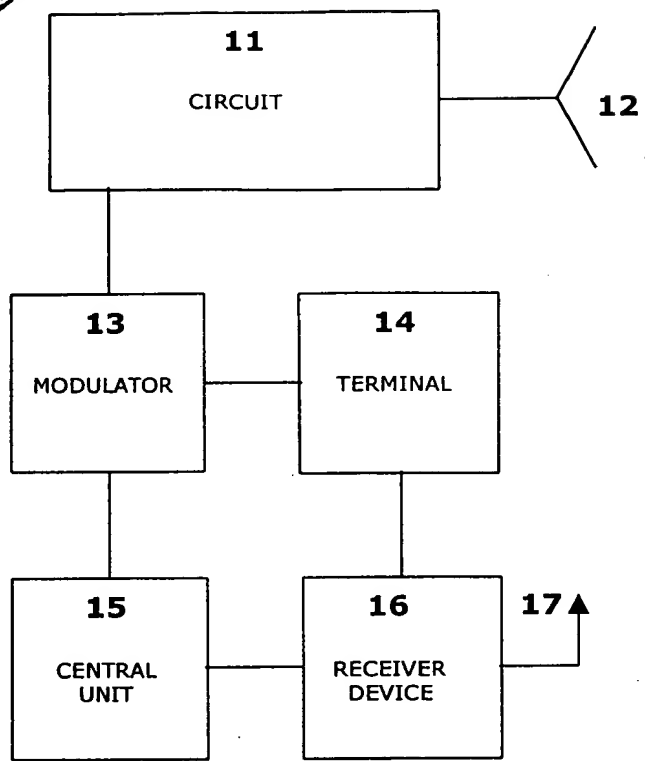 11
CIRCUIT
12
13
MODULATOR
14
TERMINAL
15
CENTRAL
UNIT
16
RECEIVER
DEVICE
17